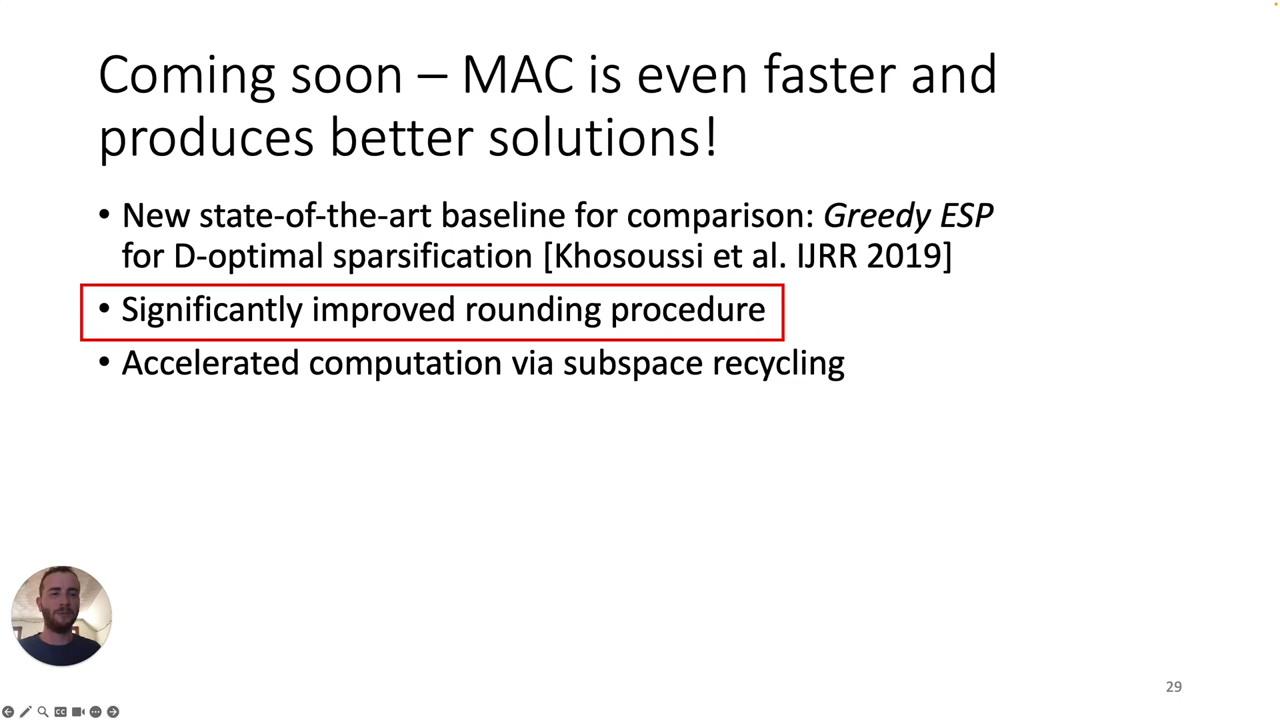 Coming soon – MAC is even faster and
produces better solutions!
• New state-of-the-art baseline for comparison: Greedy ESP
for D-optimal sparsification [Khosoussi et al. IJRR 2019]
• Significantly improved rounding procedure
• Accelerated computation via subspace recycling
29
CC